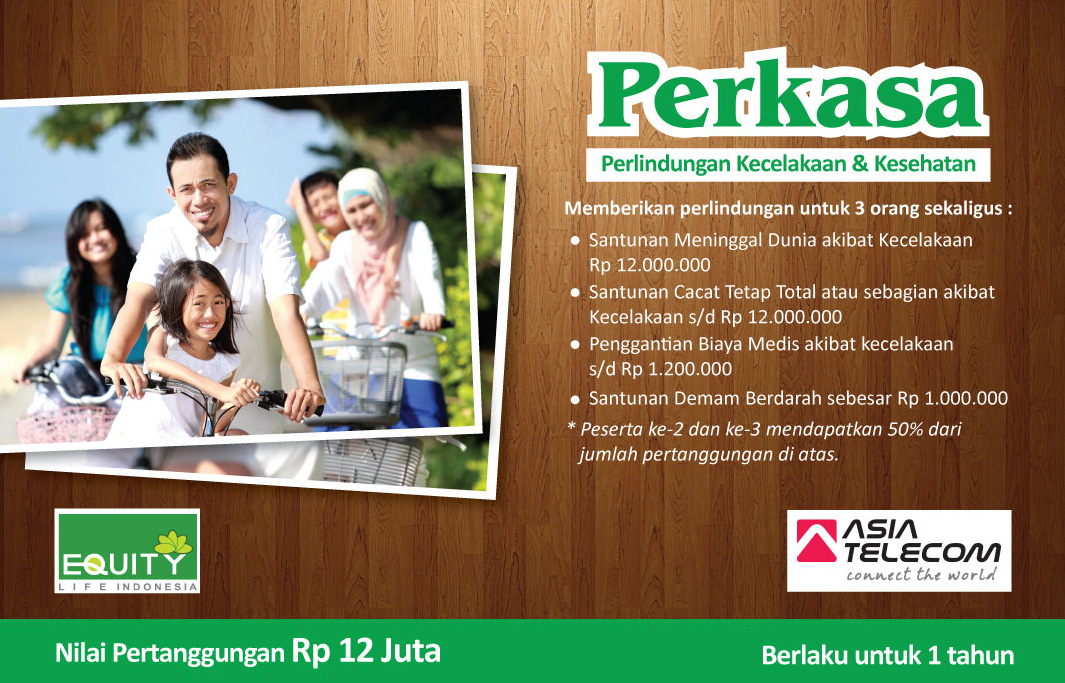 Perkasa
Perlindungan Kecelakaan & Kesehatan
Memberikan perlindungan untuk 3 orang sekaligus :
● Santunan Meninggal Dunia akibat Kecelakaan
Rp 12.000.000
● Santunan Cacat Tetap Total atau sebagian akibat
Kecelakaan s/d Rp 12.000.000
● Penggantian Biaya Medis akibat kecelakaan
s/d Rp 1.200.000
● Santunan Demam Berdarah sebesar Rp 1.000.000
* Peserta ke-2 dan ke-3 mendapatkan 50% dari
jumlah pertanggungan di atas.
EQUITY
LIFE INDONESIA
ASIA
TELECOM
connect the world
Nilai Pertanggungan Rp 12 Juta
Berlaku untuk 1 tahun